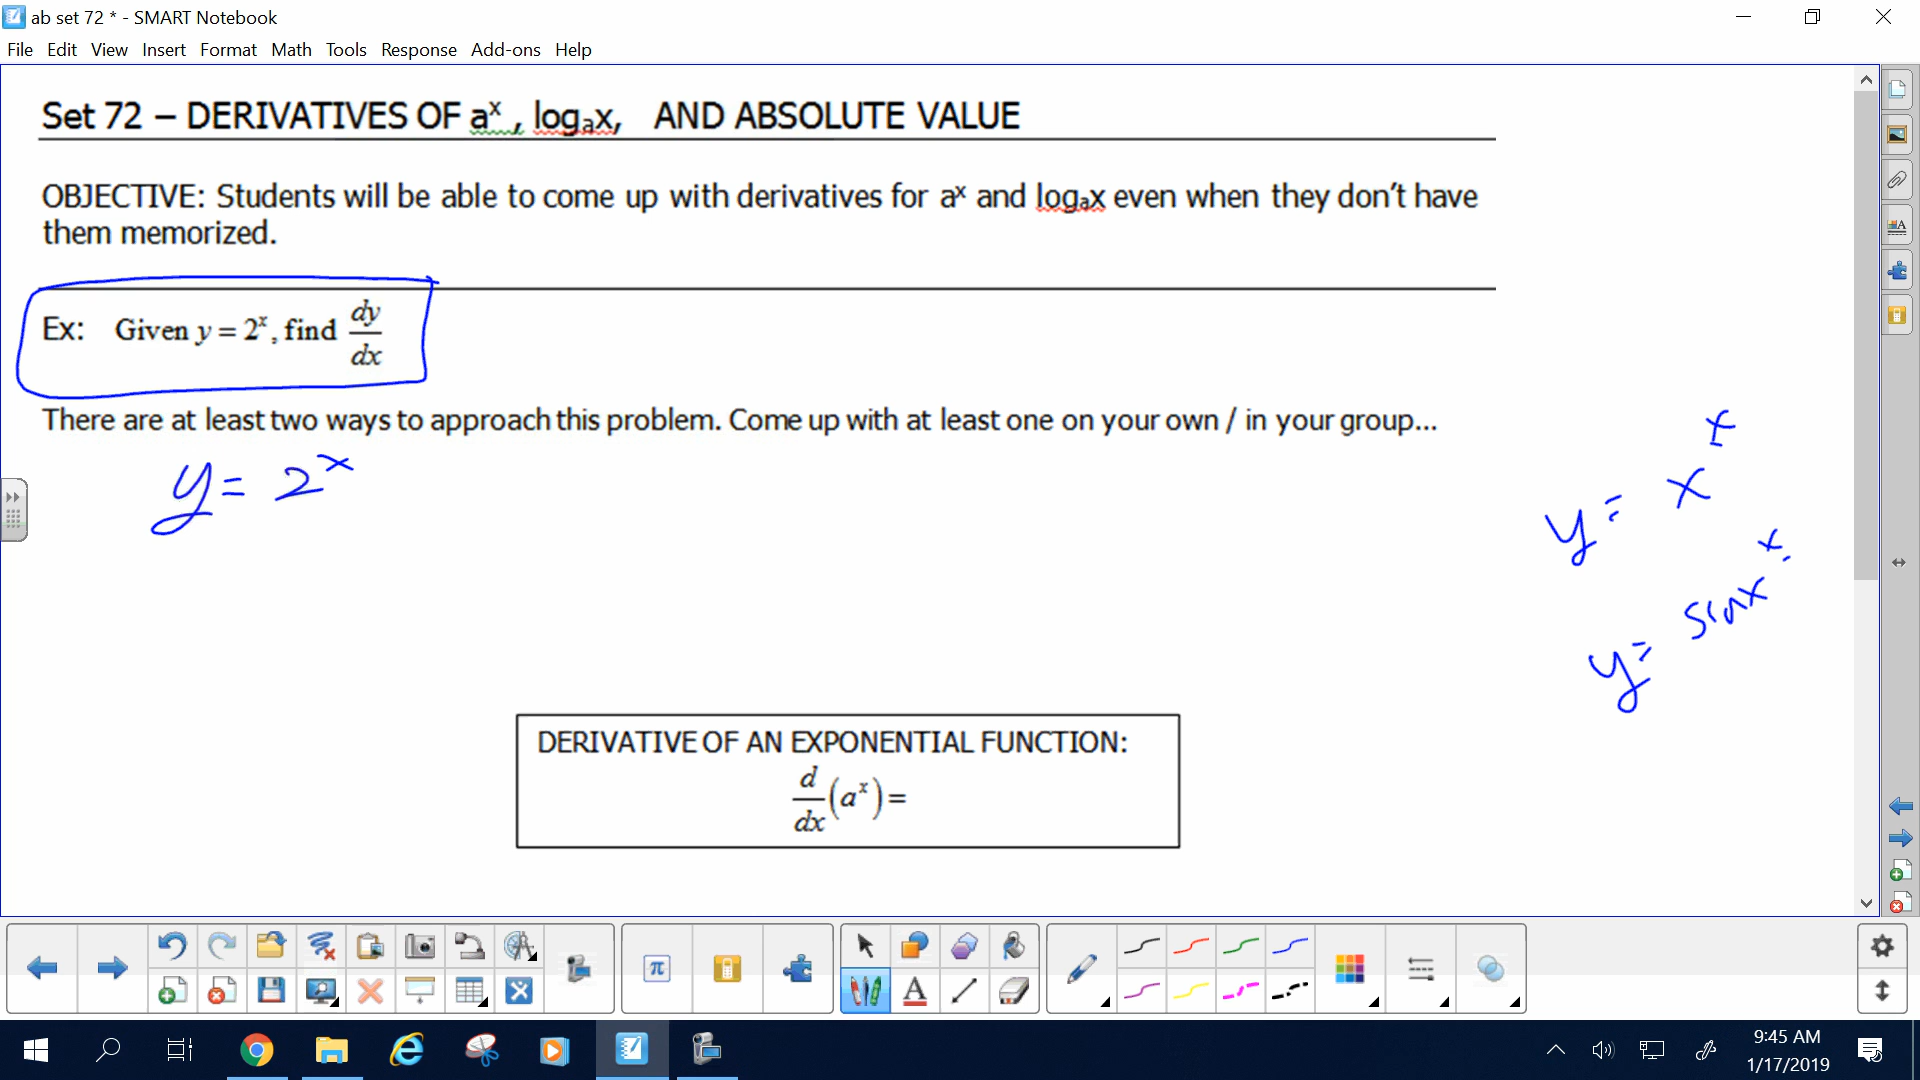 ab set 72 * - SMART Notebook
File Edit View Insert Format Math Tools Response Add-ons Help
Set 72 – DERIVATIVES OF aˣ , logₐx, AND ABSOLUTE VALUE
OBJECTIVE: Students will be able to come up with derivatives for aˣ and logₐx even when they don't have
them memorized.
Ex: Given y = 2ˣ, find dy/dx
There are at least two ways to approach this problem. Come up with at least one on your own / in your group...
y = 2ˣ
y = xˣ
y = sinxˣ
DERIVATIVE OF AN EXPONENTIAL FUNCTION:
d/dx (aˣ) =
π
A
9:45 AM
1/17/2019